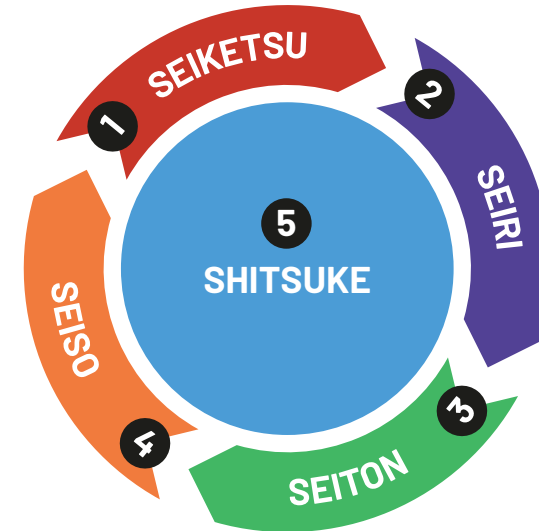 1
SEIKETSU
2
SEIRI
3
SEITON
4
SEISO
5
SHITSUKE